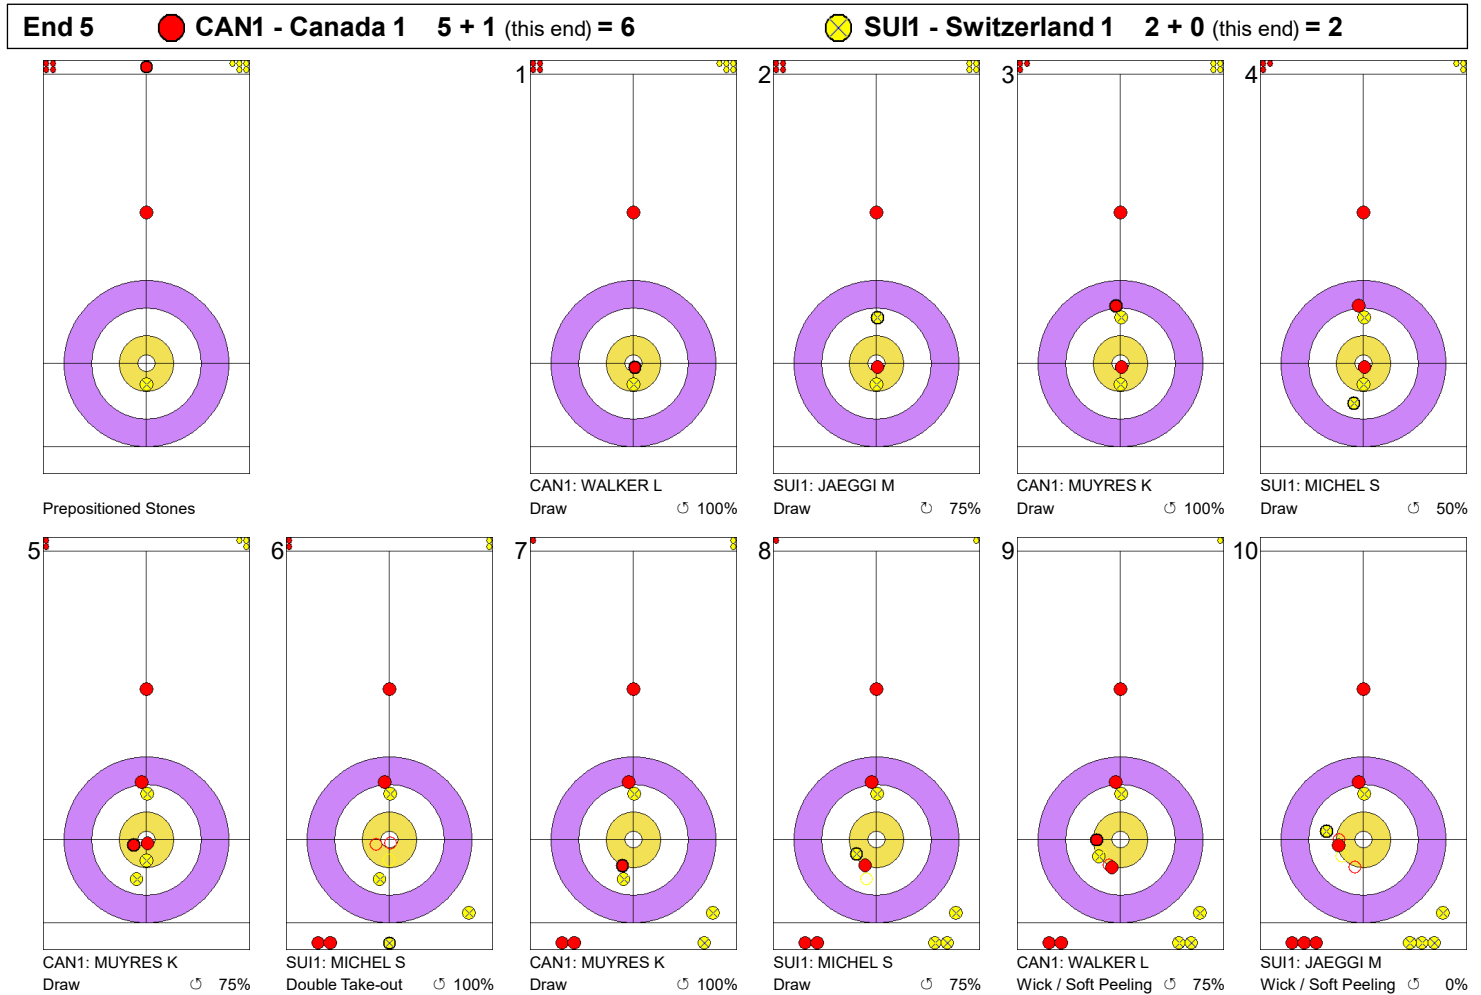 End 5 CAN1 - Canada 1 5 + 1 (this end) = 6 SUI1 - Switzerland 1 2 + 0 (this end) = 2
1 2 3 4
Prepositioned Stones
CAN1: WALKER L
Draw ↺ 100%
SUI1: JAEGGI M
Draw ↻ 75%
CAN1: MUYRES K
Draw ↺ 100%
SUI1: MICHEL S
Draw ↺ 50%
5 6 7 8 9 10
CAN1: MUYRES K
Draw ↺ 75%
SUI1: MICHEL S
Double Take-out ↺ 100%
CAN1: MUYRES K
Draw ↺ 100%
SUI1: MICHEL S
Draw ↺ 75%
CAN1: WALKER L
Wick / Soft Peeling ↺ 75%
SUI1: JAEGGI M
Wick / Soft Peeling ↺ 0%